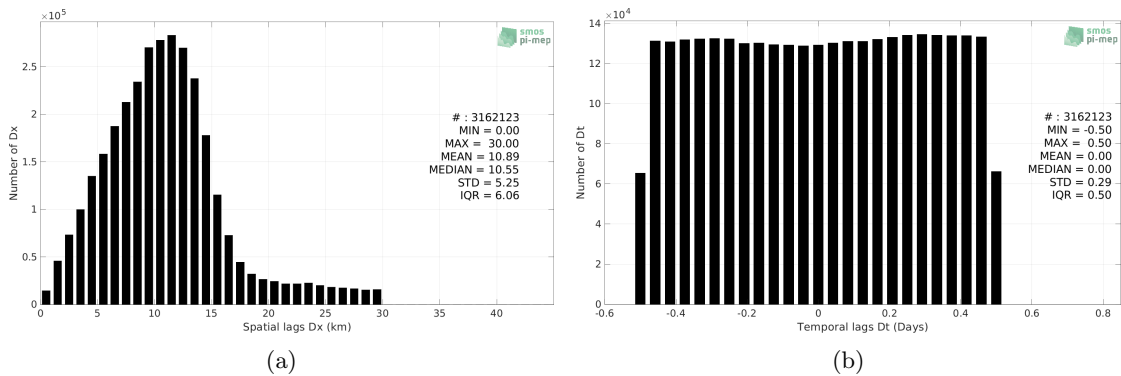 ×10⁵
smos
pi-mep
2.5
2
1.5
1
0.5
0
Number of Dx
# : 3162123
MIN = 0.00
MAX = 30.00
MEAN = 10.89
MEDIAN = 10.55
STD = 5.25
IQR = 6.06
0 5 10 15 20 25 30 35 40
Spatial lags Dx (km)
(a)
×10⁴
smos
pi-mep
14
12
10
8
6
4
2
0
Number of Dt
# : 3162123
MIN = -0.50
MAX = 0.50
MEAN = 0.00
MEDIAN = 0.00
STD = 0.29
IQR = 0.50
-0.6 -0.4 -0.2 0 0.2 0.4 0.6 0.8
Temporal lags Dt (Days)
(b)